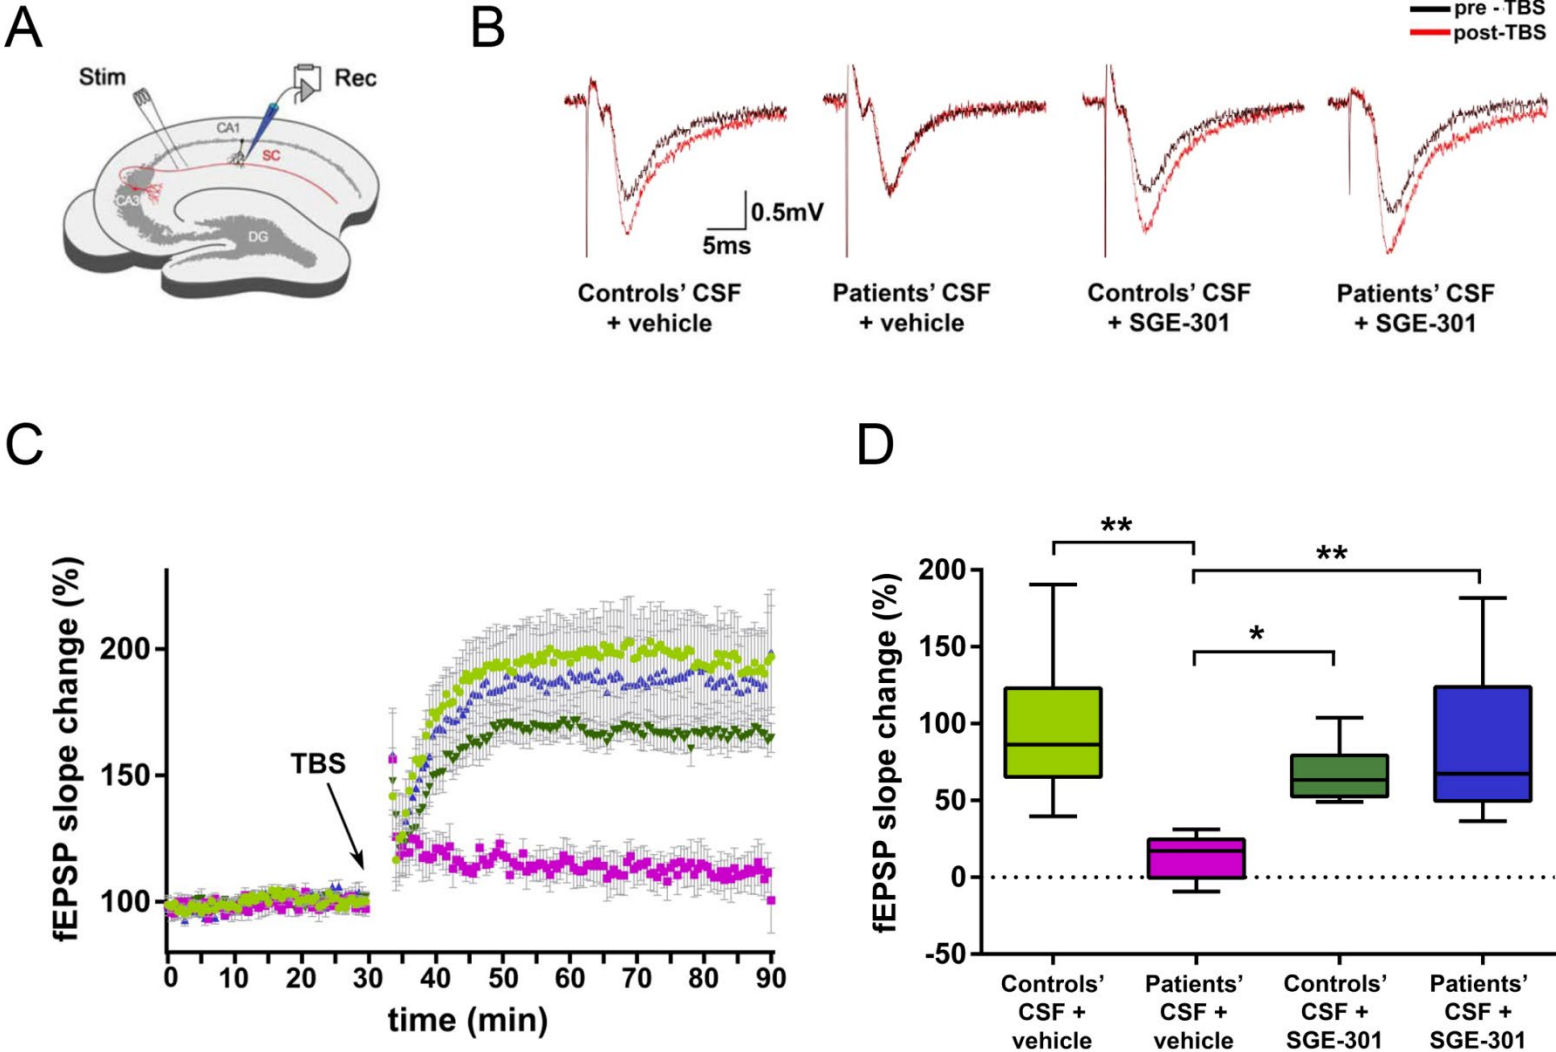 A
Stim
Rec
CA1
SC
CA3
DG
B
pre - TBS
post-TBS
0.5mV
5ms
Controls’ CSF
+ vehicle
Patients’ CSF
+ vehicle
Controls’ CSF
+ SGE-301
Patients’ CSF
+ SGE-301
C
fEPSP slope change (%)
200
150
100
TBS
0 10 20 30 40 50 60 70 80 90
time (min)
D
fEPSP slope change (%)
200
150
100
50
0
-50
**
**
*
Controls’
CSF +
vehicle
Patients’
CSF +
vehicle
Controls’
CSF +
SGE-301
Patients’
CSF +
SGE-301